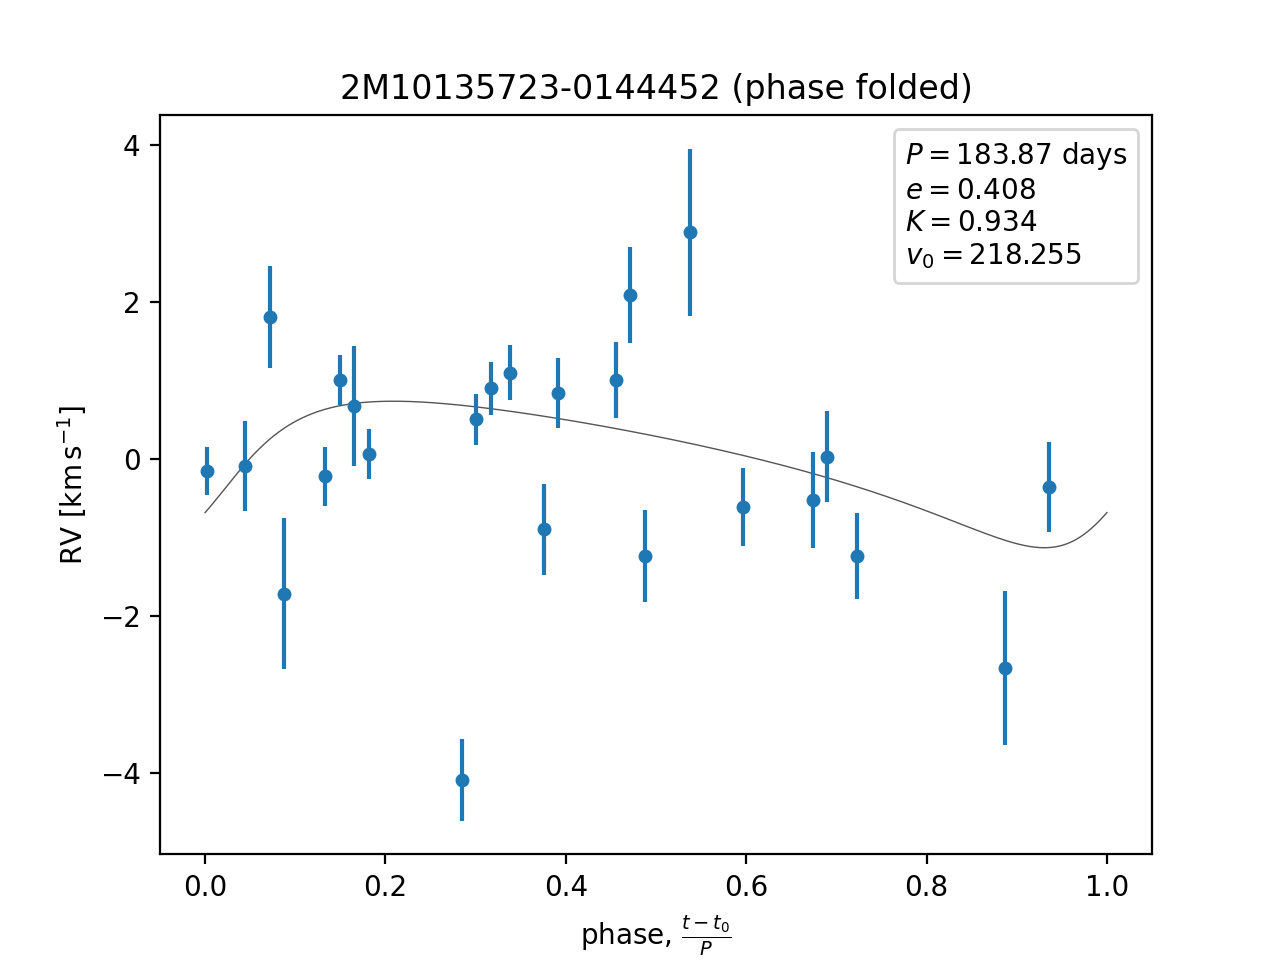 2M10135723-0144452 (phase folded)
P = 183.87 days
e = 0.408
K = 0.934
v₀ = 218.255
4
2
0
−2
−4
RV [km s⁻¹]
0.0 0.2 0.4 0.6 0.8 1.0
phase, (t − t₀)/P